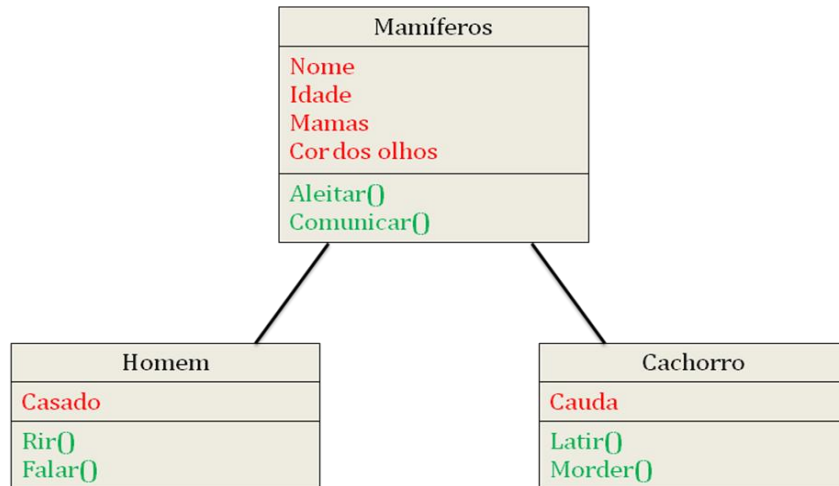 Mamíferos
Nome
Idade
Mamas
Cor dos olhos
Aleitar()
Comunicar()
Homem
Casado
Rir()
Falar()
Cachorro
Cauda
Latir()
Morder()